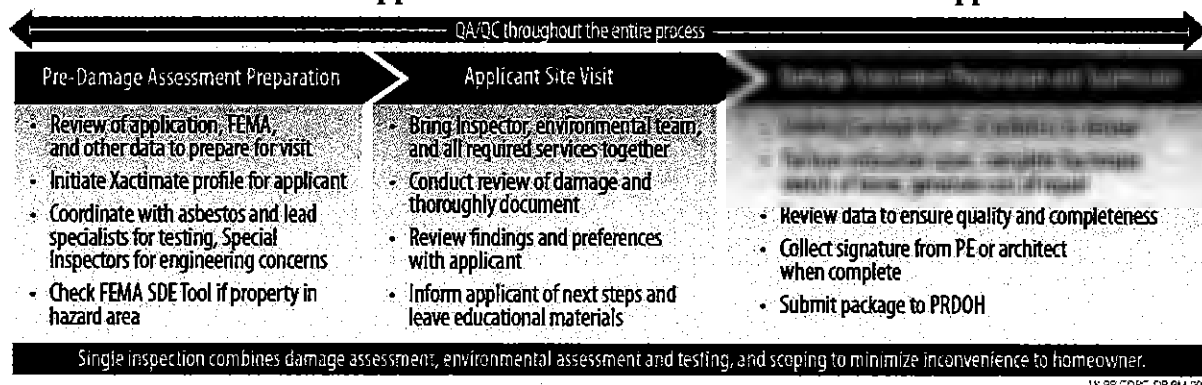 QA/QC throughout the entire process
Pre-Damage Assessment Preparation
• Review of application, FEMA,
and other data to prepare for visit
• Initiate Xactimate profile for applicant
• Coordinate with asbestos and lead
specialists for testing, Special
Inspectors for engineering concerns
• Check FEMA SDE Tool if property in
hazard area
Applicant Site Visit
• Bring Inspector, environmental team,
and all required services together
• Conduct review of damage and
thoroughly document
• Review findings and preferences
with applicant
• Inform applicant of next steps and
leave educational materials
• Review data to ensure quality and completeness
• Collect signature from PE or architect
when complete
• Submit package to PRDOH
Single inspection combines damage assessment, environmental assessment and testing, and scoping to minimize inconvenience to homeowner.